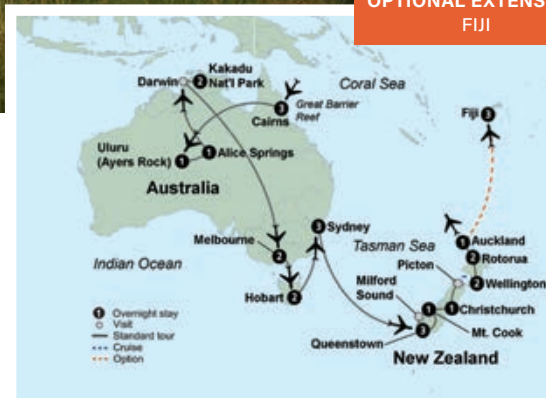 OPTIONAL EXTENS
FIJI
Kakadu
Nat'l Park
2
Darwin
Coral Sea
3
Cairns
Great Barrier
Reef
Fiji
3
Uluru
(Ayers Rock)
1
1
Alice Springs
Australia
3
Sydney
Melbourne
2
Tasman Sea
1
Auckland
2
Rotorua
Picton
2
Wellington
Indian Ocean
Hobart
2
Milford
Sound
1
1
Christchurch
Mt. Cook
Queenstown
3
New Zealand
1
Overnight stay
Visit
Standard tour
Cruise
Option